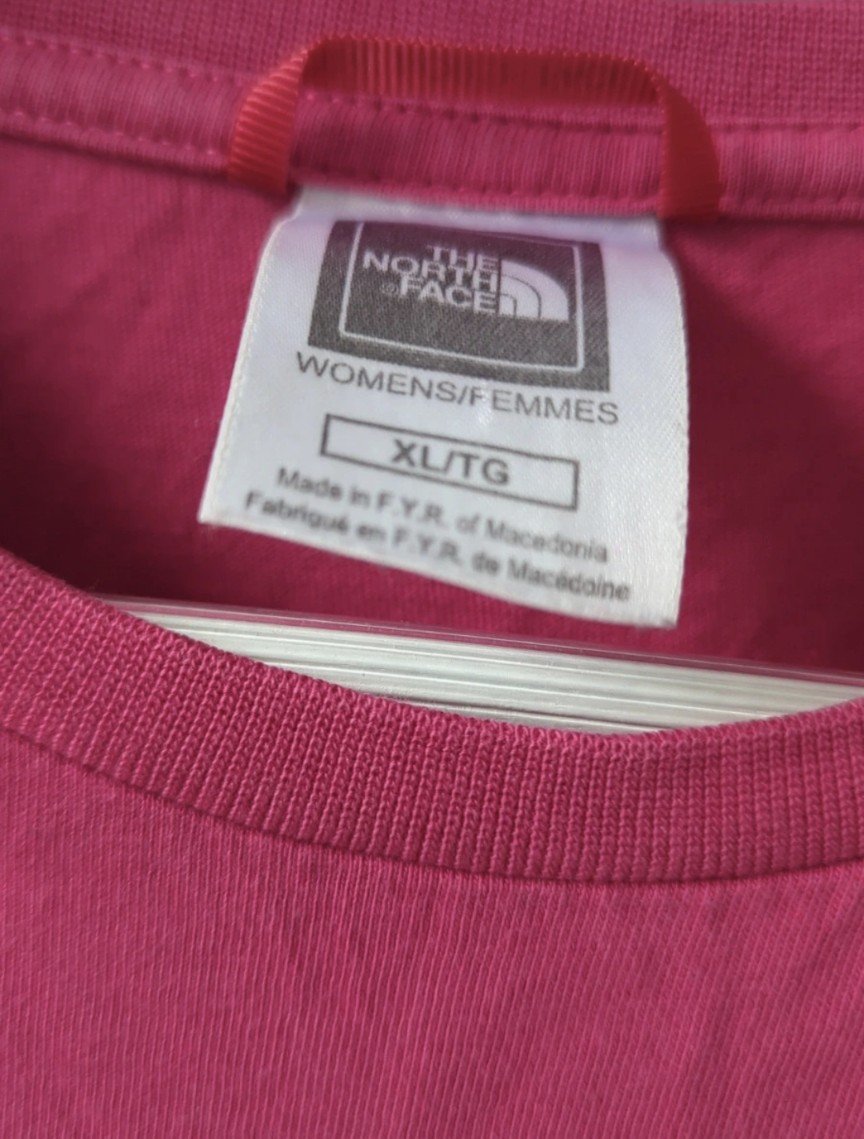 THE
NORTH
®FACE
WOMENS/FEMMES
XL/TG
Made in F.Y.R. of Macedonia
Fabriqué en F.Y.R. de Macédoine